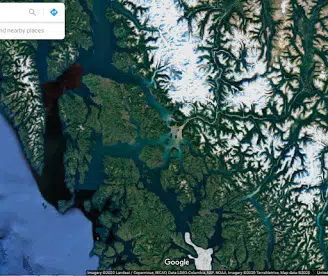 nd nearby places
Google
Imagery ©2020 Landsat / Copernicus, IBCAO, Data LDEO-Columbia, NSF, NOAA, Imagery ©2020 TerraMetrics, Map data ©2020